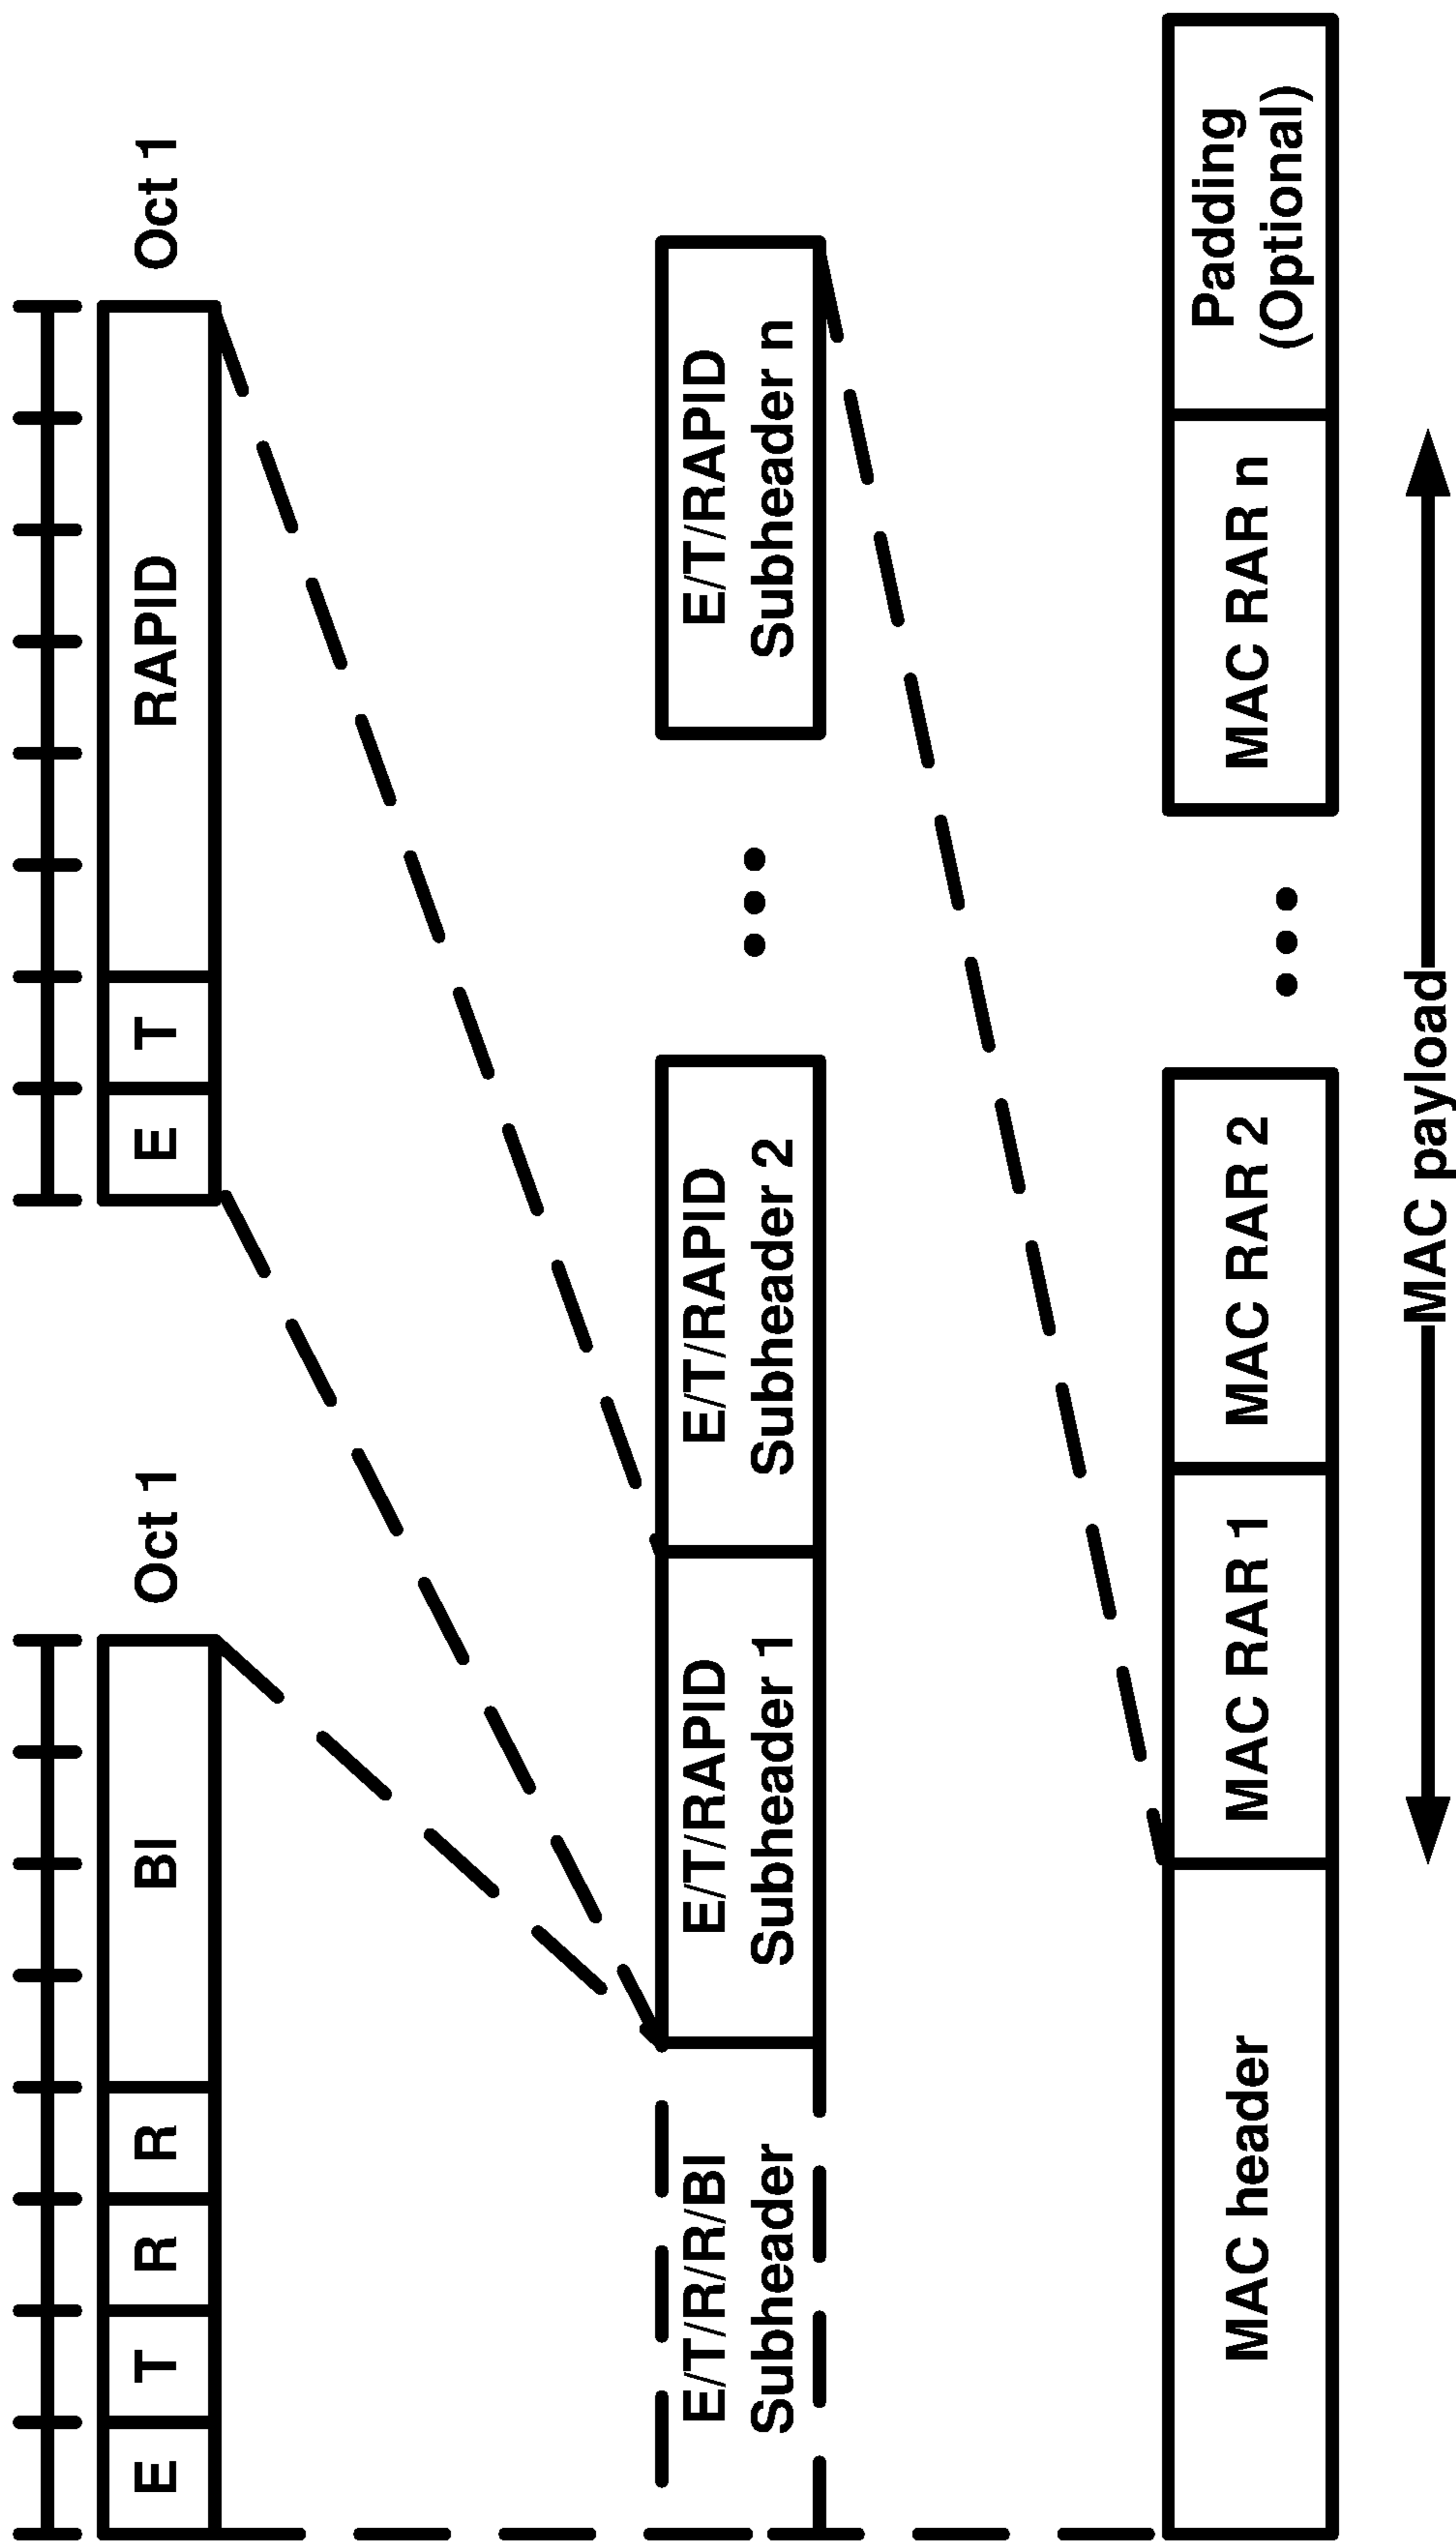 E T R R BI Oct 1
E T RAPID Oct 1
E/T/R/R/BI
Subheader
E/T/RAPID
Subheader 1
E/T/RAPID
Subheader 2
E/T/RAPID
Subheader n
MAC header
MAC RAR 1
MAC RAR 2
MAC RAR n
Padding
(Optional)
MAC payload